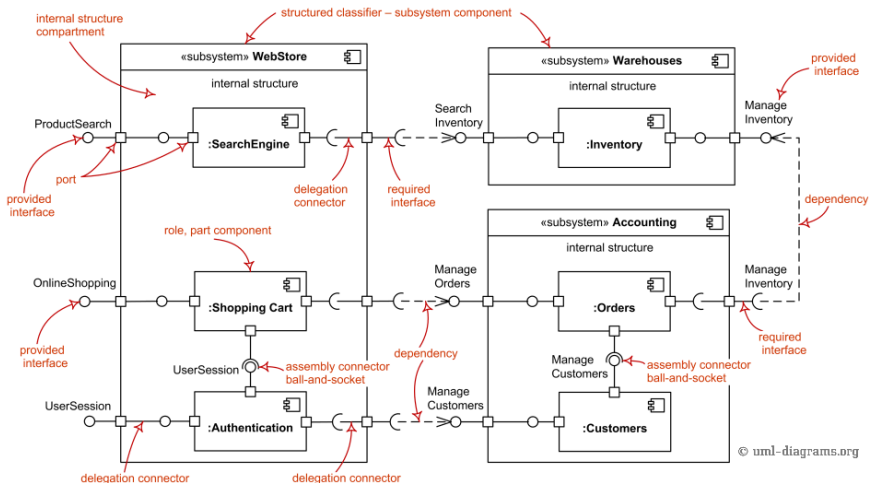 structured classifier – subsystem component
internal structure
compartment
«subsystem» WebStore
internal structure
«subsystem» Warehouses
internal structure
provided
interface
ProductSearch
:SearchEngine
Search
Inventory
:Inventory
Manage
Inventory
provided
interface
port
delegation
connector
required
interface
dependency
role, part component
«subsystem» Accounting
internal structure
OnlineShopping
:Shopping Cart
Manage
Orders
:Orders
Manage
Inventory
provided
interface
dependency
required
interface
UserSession
assembly connector
ball-and-socket
Manage
Customers
assembly connector
ball-and-socket
UserSession
:Authentication
Manage
Customers
:Customers
© uml-diagrams.org
delegation connector
delegation connector